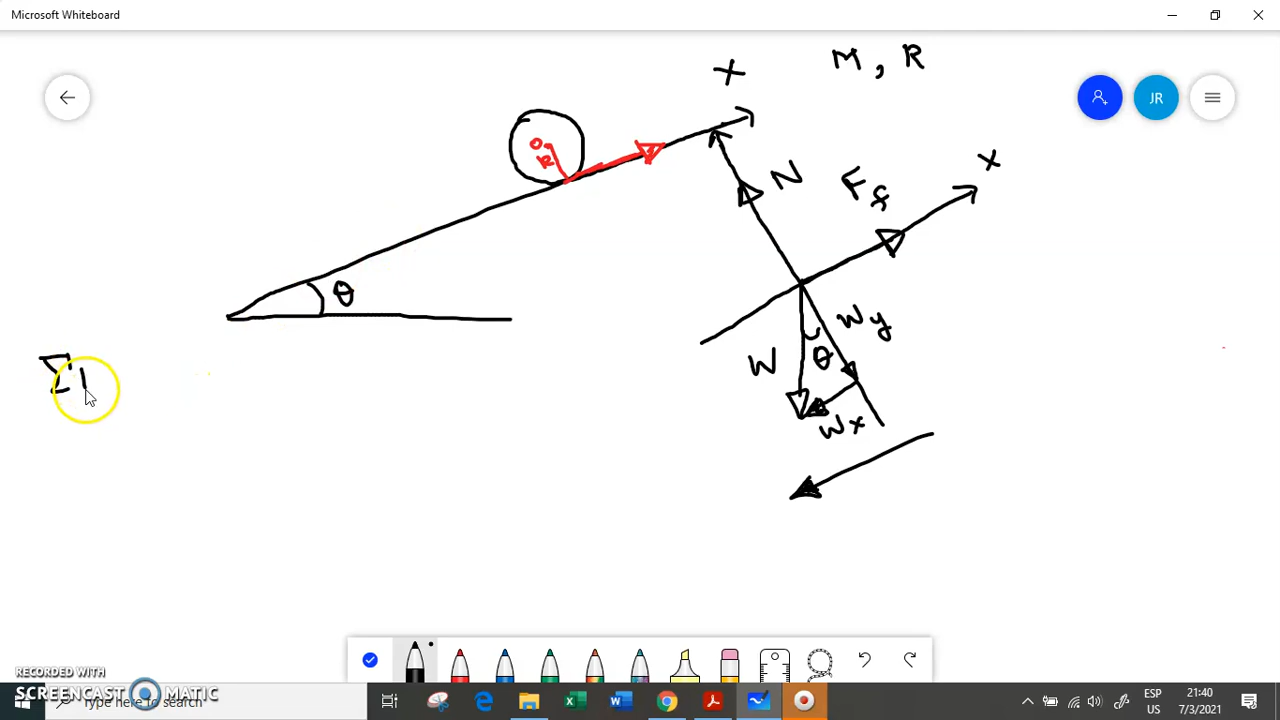 Microsoft Whiteboard
M, R
X
JR
O
R
N
Ff
x
θ
W
θ
Wy
Wx
Σ
RECORDED WITH
SCREENCAST MATIC
Type here to search
ESP
US
21:40
7/3/2021